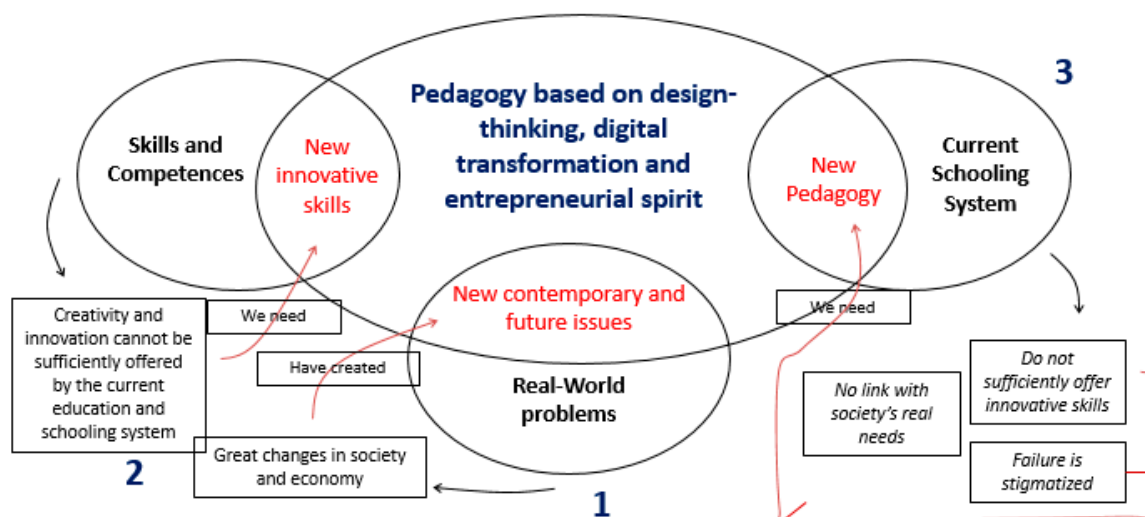 Pedagogy based on design-
thinking, digital
transformation and
entrepreneurial spirit
3
Skills and
Competences
New
innovative
skills
New
Pedagogy
Current
Schooling
System
New contemporary and
future issues
We need
We need
Have created
Creativity and
innovation cannot be
sufficiently offered
by the current
education and
schooling system
Real-World
problems
No link with
society's real
needs
Do not
sufficiently offer
innovative skills
2
Great changes in society
and economy
1
Failure is
stigmatized